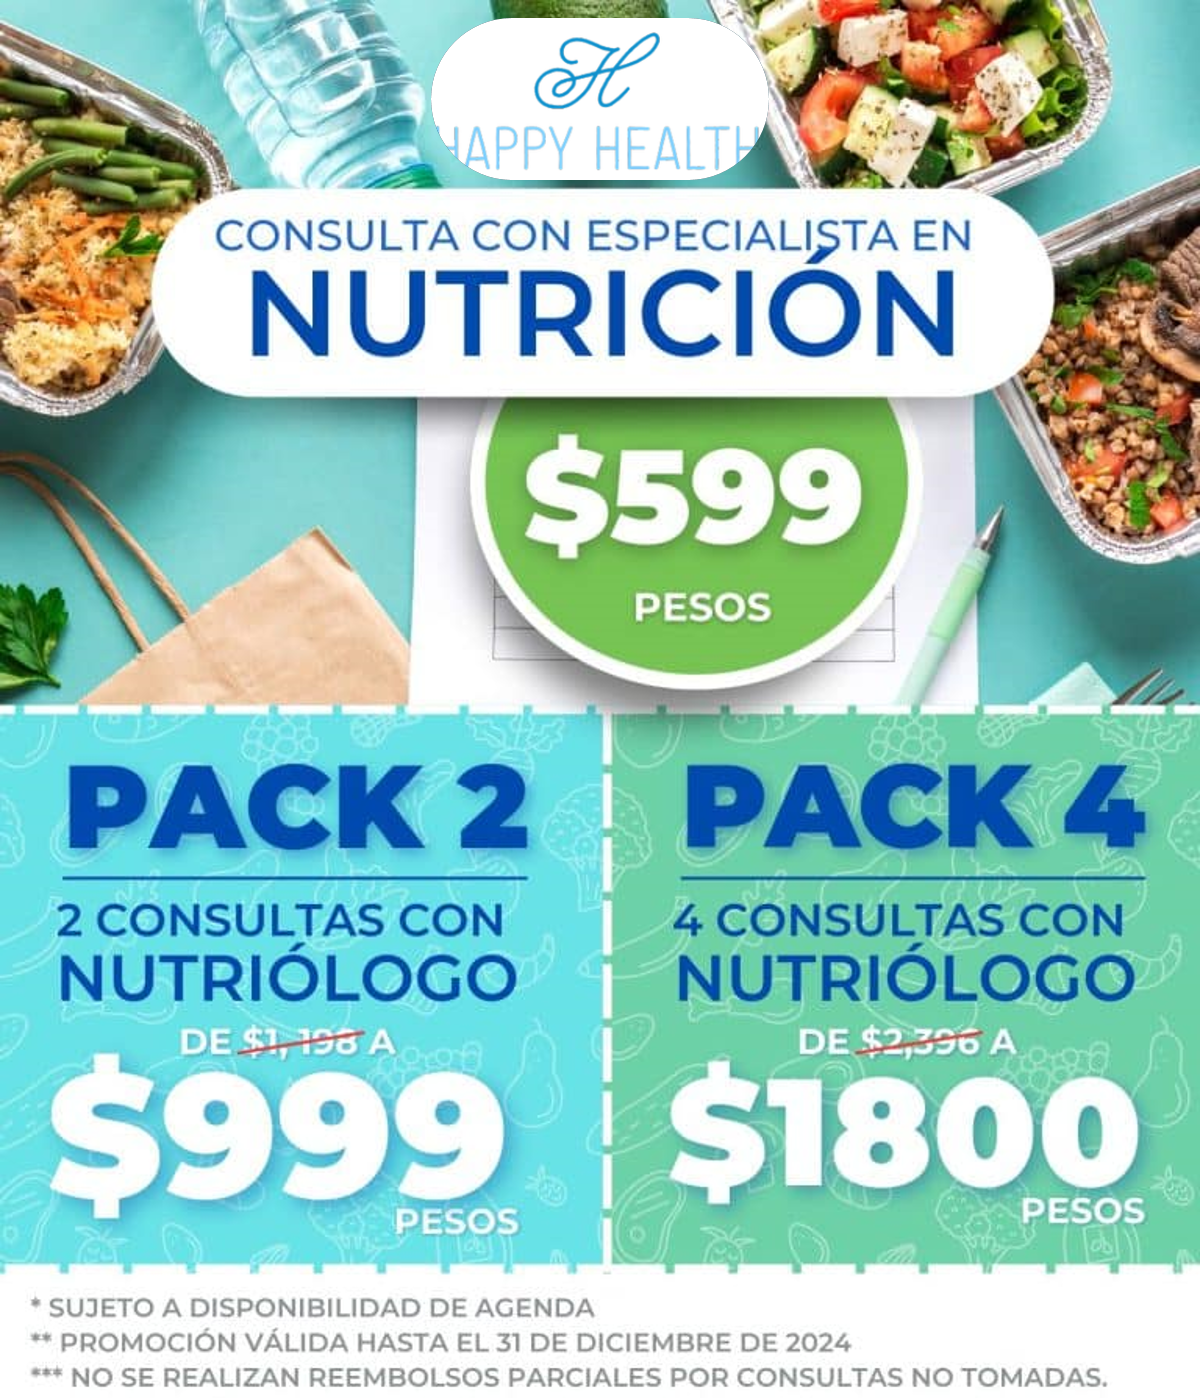 H
HAPPY HEALTH
CONSULTA CON ESPECIALISTA EN
NUTRICIÓN
$599
PESOS
PACK 2
2 CONSULTAS CON
NUTRIÓLOGO
DE $1, 198 A
$999
PESOS
PACK 4
4 CONSULTAS CON
NUTRIÓLOGO
DE $2,396 A
$1800
PESOS
* SUJETO A DISPONIBILIDAD DE AGENDA
** PROMOCIÓN VÁLIDA HASTA EL 31 DE DICIEMBRE DE 2024
*** NO SE REALIZAN REEMBOLSOS PARCIALES POR CONSULTAS NO TOMADAS.